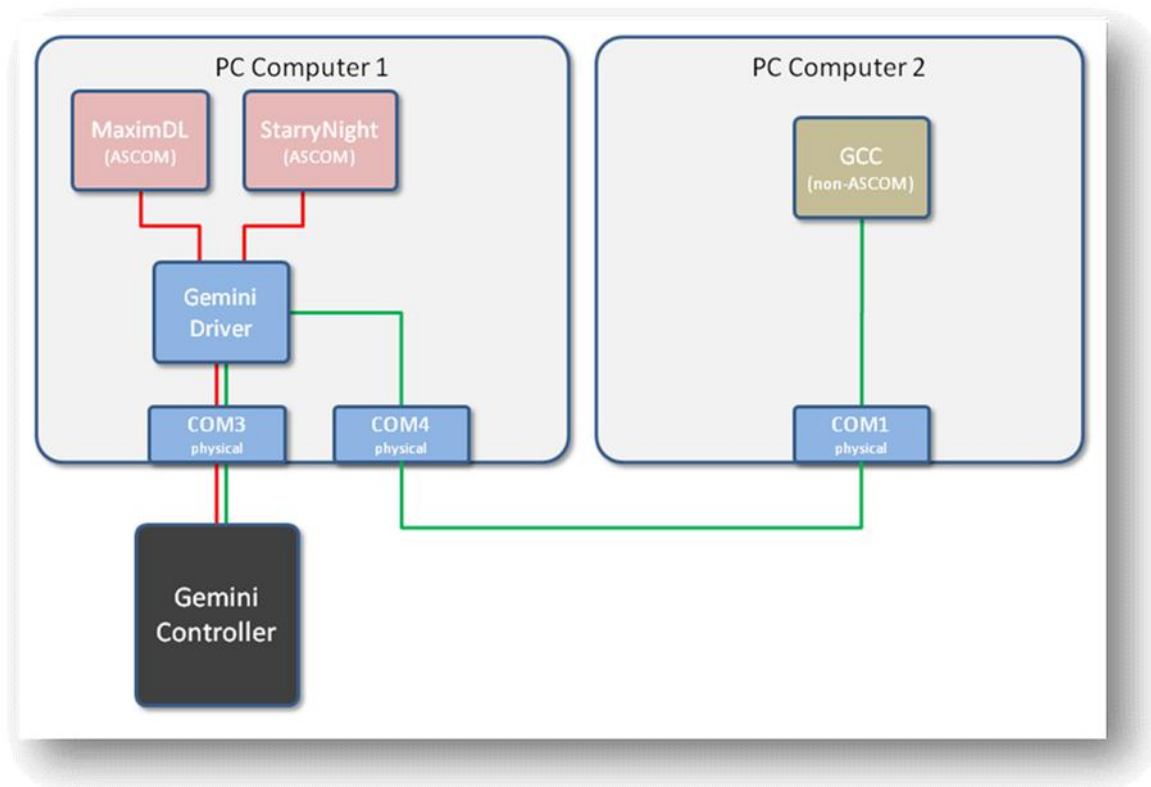 PC Computer 1
PC Computer 2
MaximDL
(ASCOM)
StarryNight
(ASCOM)
GCC
(non-ASCOM)
Gemini
Driver
COM3
physical
COM4
physical
COM1
physical
Gemini
Controller